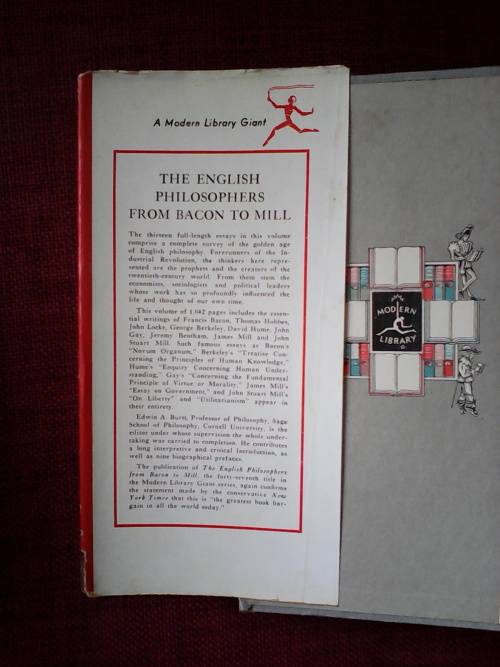 A Modern Library Giant
THE ENGLISH
PHILOSOPHERS
FROM BACON TO MILL
The thirteen full-length essays in this volume
comprise a complete survey of the golden age
of English philosophy. Forerunners of the In-
dustrial Revolution, the thinkers here repre-
sented are the prophets and the creators of the
twentieth-century world. From them stem the
economists, sociologists and political leaders
whose work has so profoundly influenced the
life and thought of our own time.
This volume of 1,042 pages includes the essen-
tial writings of Francis Bacon, Thomas Hobbes,
John Locke, George Berkeley, David Hume, John
Gay, Jeremy Bentham, James Mill and John
Stuart Mill. Such famous essays as Bacon's
"Novum Organum," Berkeley's "Treatise Con-
cerning the Principles of Human Knowledge,"
Hume's "Enquiry Concerning Human Under-
standing," Gay's "Concerning the Fundamental
Principle of Virtue or Morality," James Mill's
"Essay on Government," and John Stuart Mill's
"On Liberty" and "Utilitarianism" appear in
their entirety.
Edwin A. Burtt, Professor of Philosophy, Sage
School of Philosophy, Cornell University, is the
editor under whose supervision the whole under-
taking was carried to completion. He contributes
a long interpretive and critical Introduction, as
well as nine biographical prefaces.
The publication of The English Philosophers
from Bacon to Mill, the forty-seventh title in
the Modern Library Giant series, again confirms
the statement made by the conservative New
York Times that this is "the greatest book bar-
gain in all the world today."
MODERN
LIBRARY